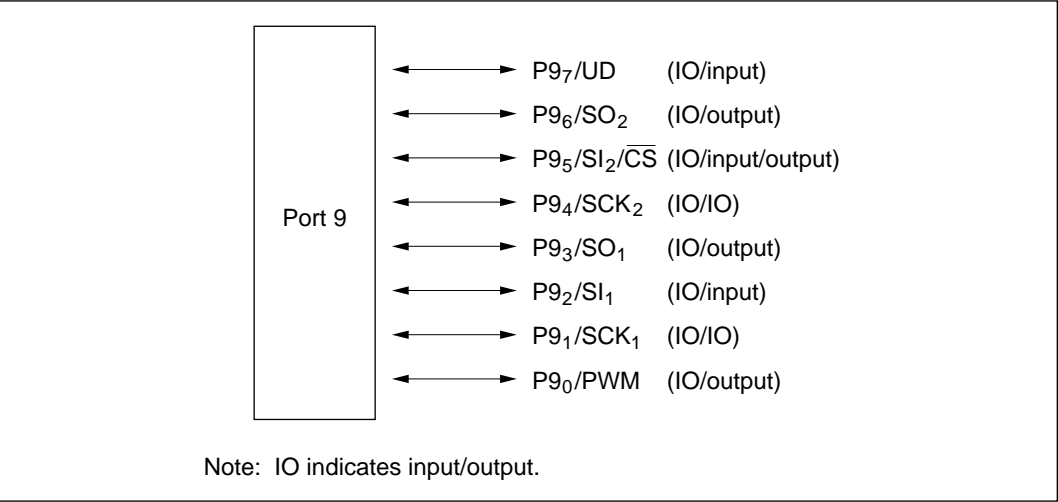 P9₇/UD (IO/input)
P9₆/SO₂ (IO/output)
P9₅/SI₂/C̅S̅ (IO/input/output)
P9₄/SCK₂ (IO/IO)
Port 9
P9₃/SO₁ (IO/output)
P9₂/SI₁ (IO/input)
P9₁/SCK₁ (IO/IO)
P9₀/PWM (IO/output)
Note: IO indicates input/output.